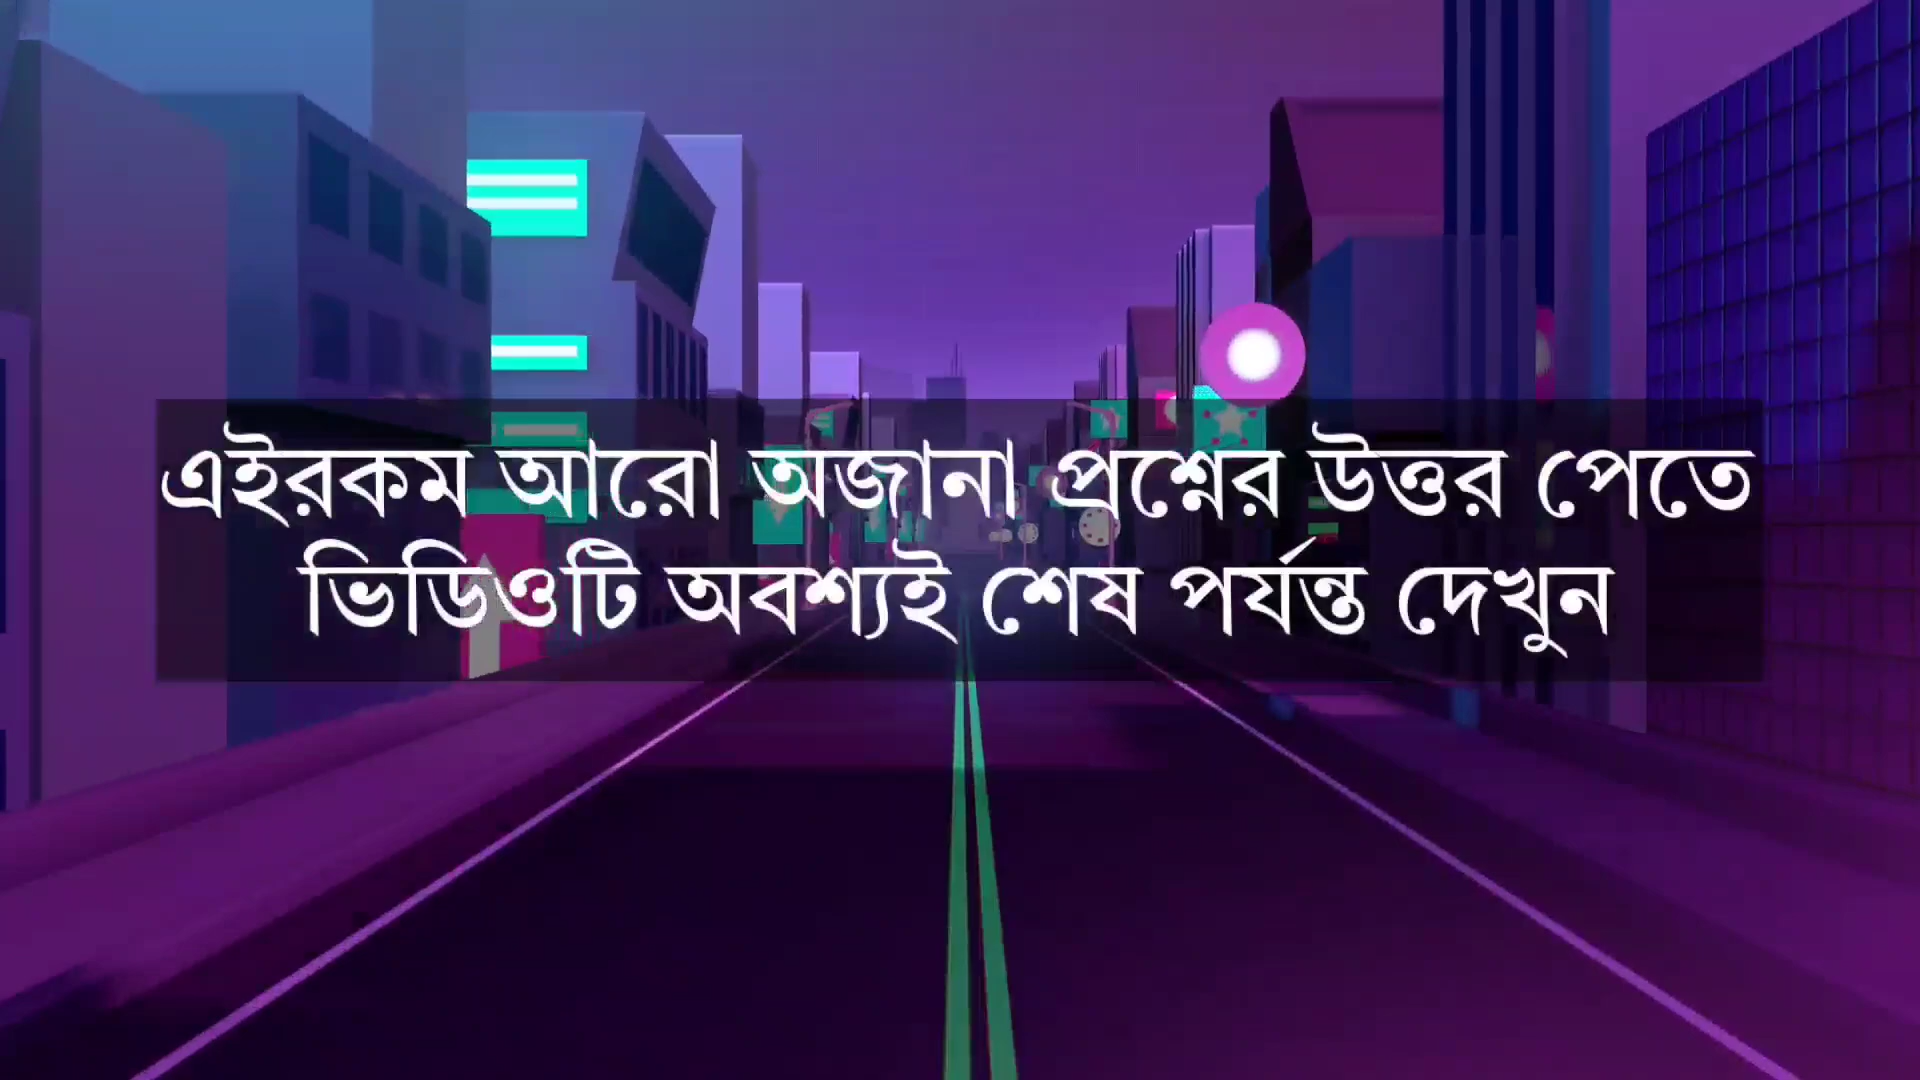 এইরকম আরো অজানা প্রশ্নের উত্তর পেতে
ভিডিওটি অবশ্যই শেষ পর্যন্ত দেখুন